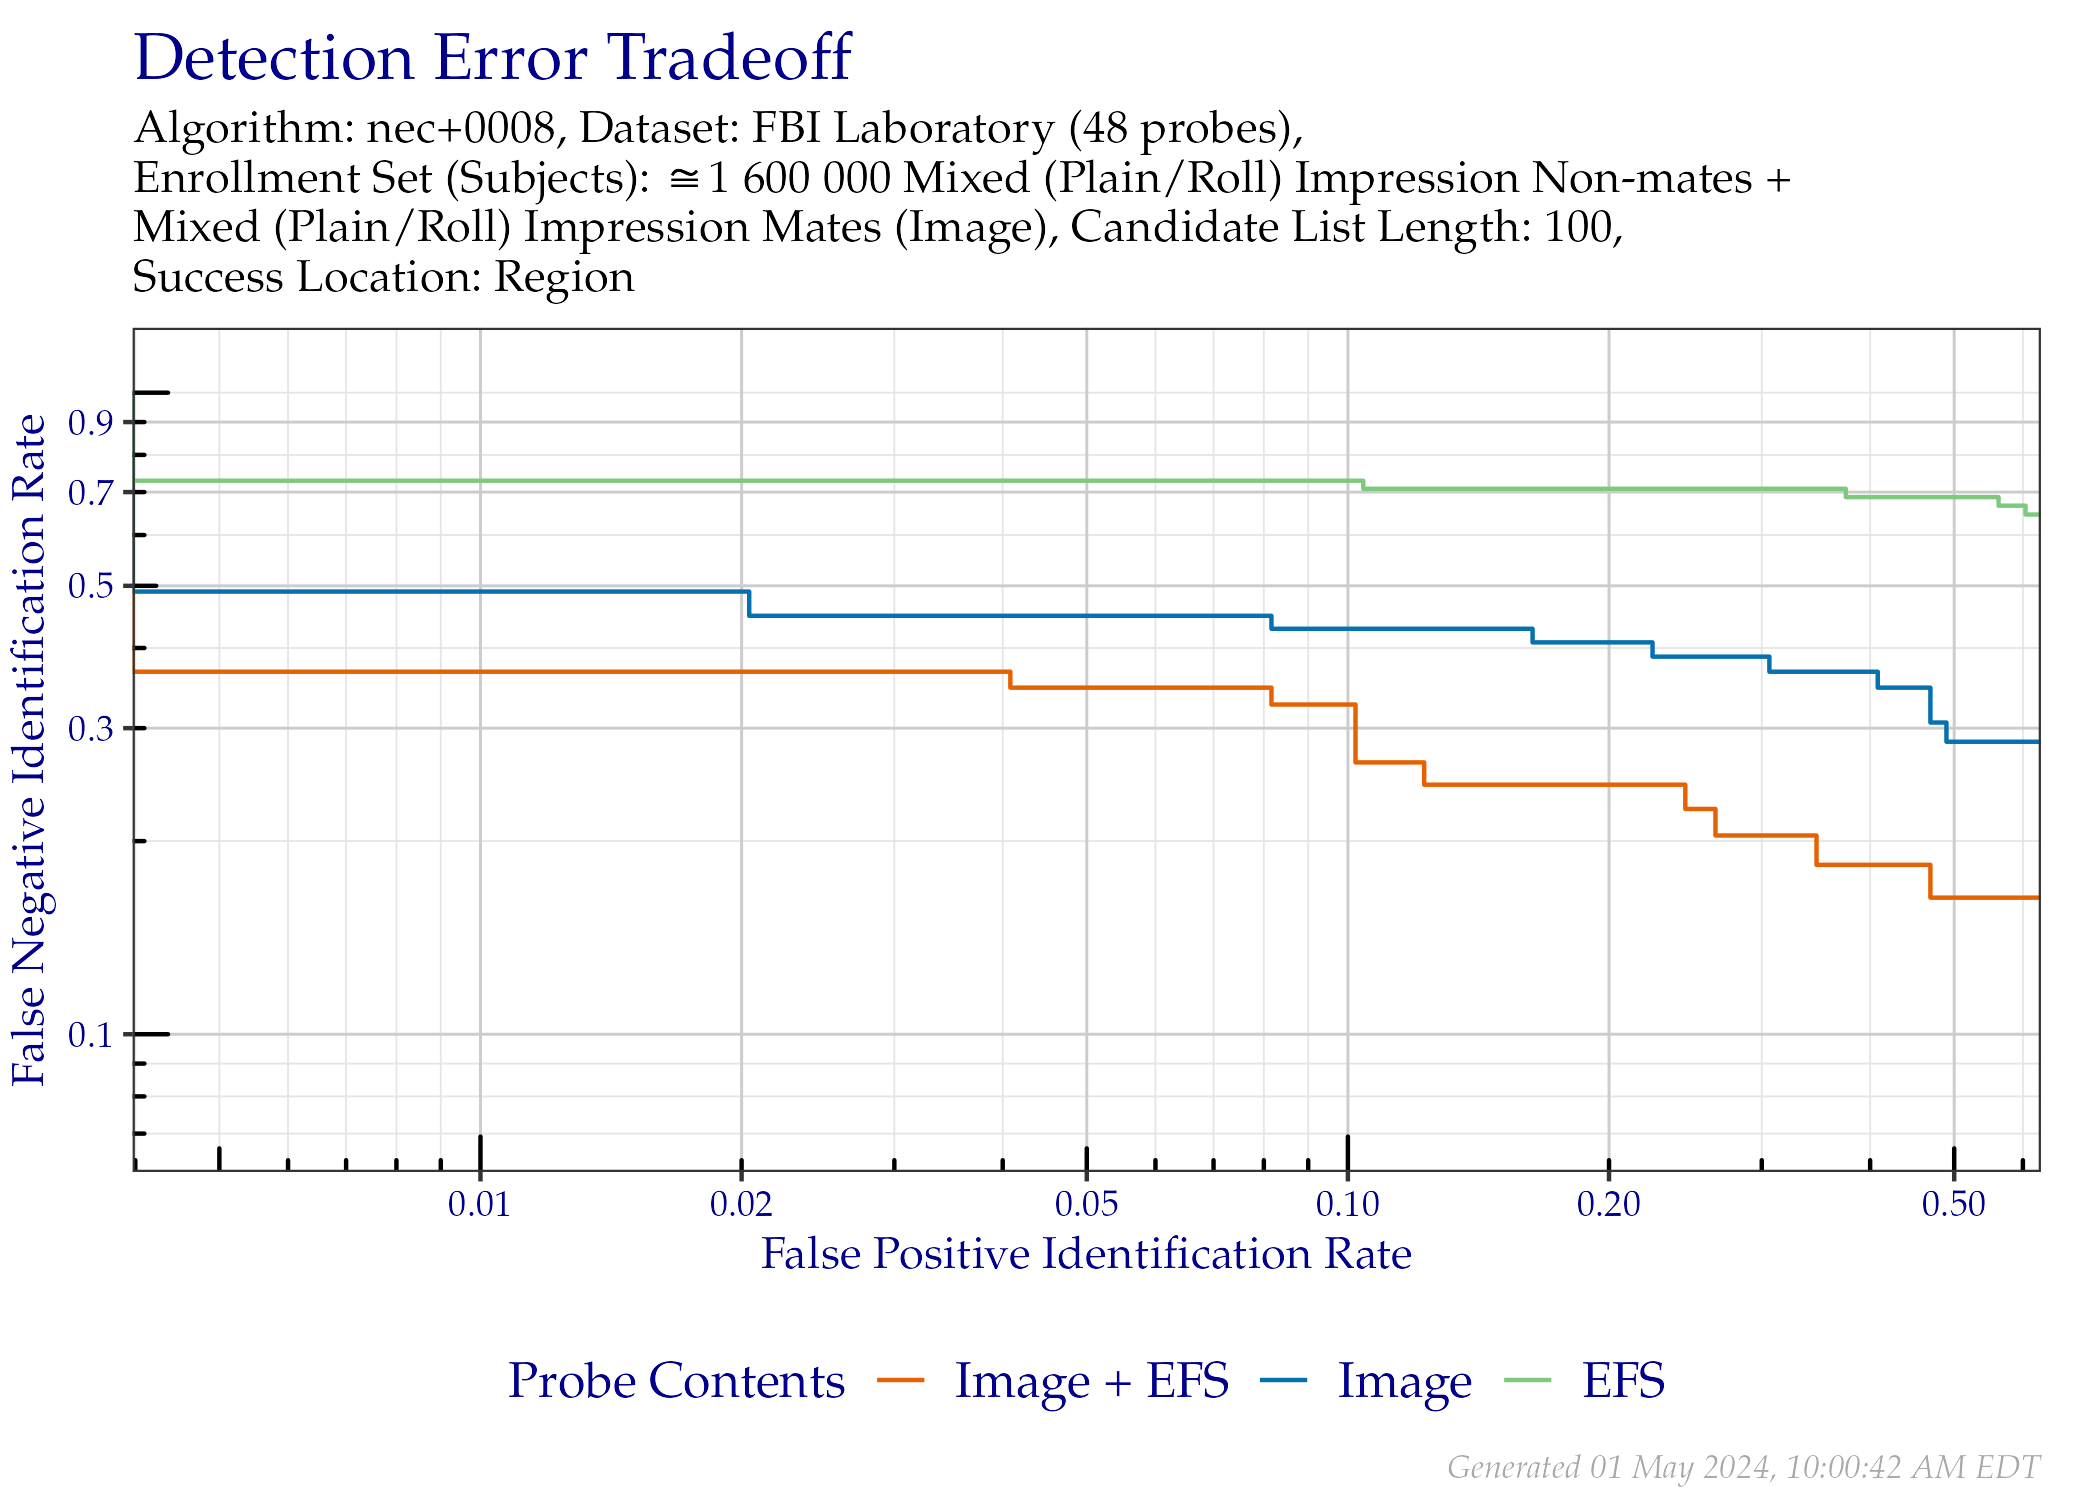 Detection Error Tradeoff
Algorithm: nec+0008, Dataset: FBI Laboratory (48 probes),
Enrollment Set (Subjects): ≅1 600 000 Mixed (Plain/Roll) Impression Non-mates +
Mixed (Plain/Roll) Impression Mates (Image), Candidate List Length: 100,
Success Location: Region
False Negative Identification Rate
0.9
0.7
0.5
0.3
0.1
0.01 0.02 0.05 0.10 0.20 0.50
False Positive Identification Rate
Probe Contents Image + EFS Image EFS
Generated 01 May 2024, 10:00:42 AM EDT